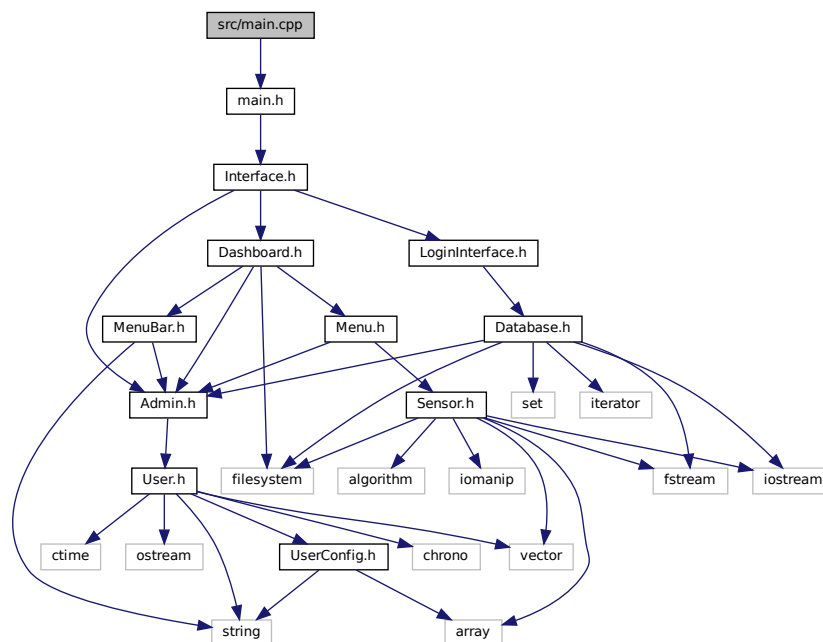 src/main.cpp
main.h
Interface.h
Dashboard.h
LoginInterface.h
MenuBar.h
Menu.h
Database.h
Admin.h
Sensor.h
set
iterator
User.h
filesystem
algorithm
iomanip
fstream
iostream
ctime
ostream
UserConfig.h
chrono
vector
string
array